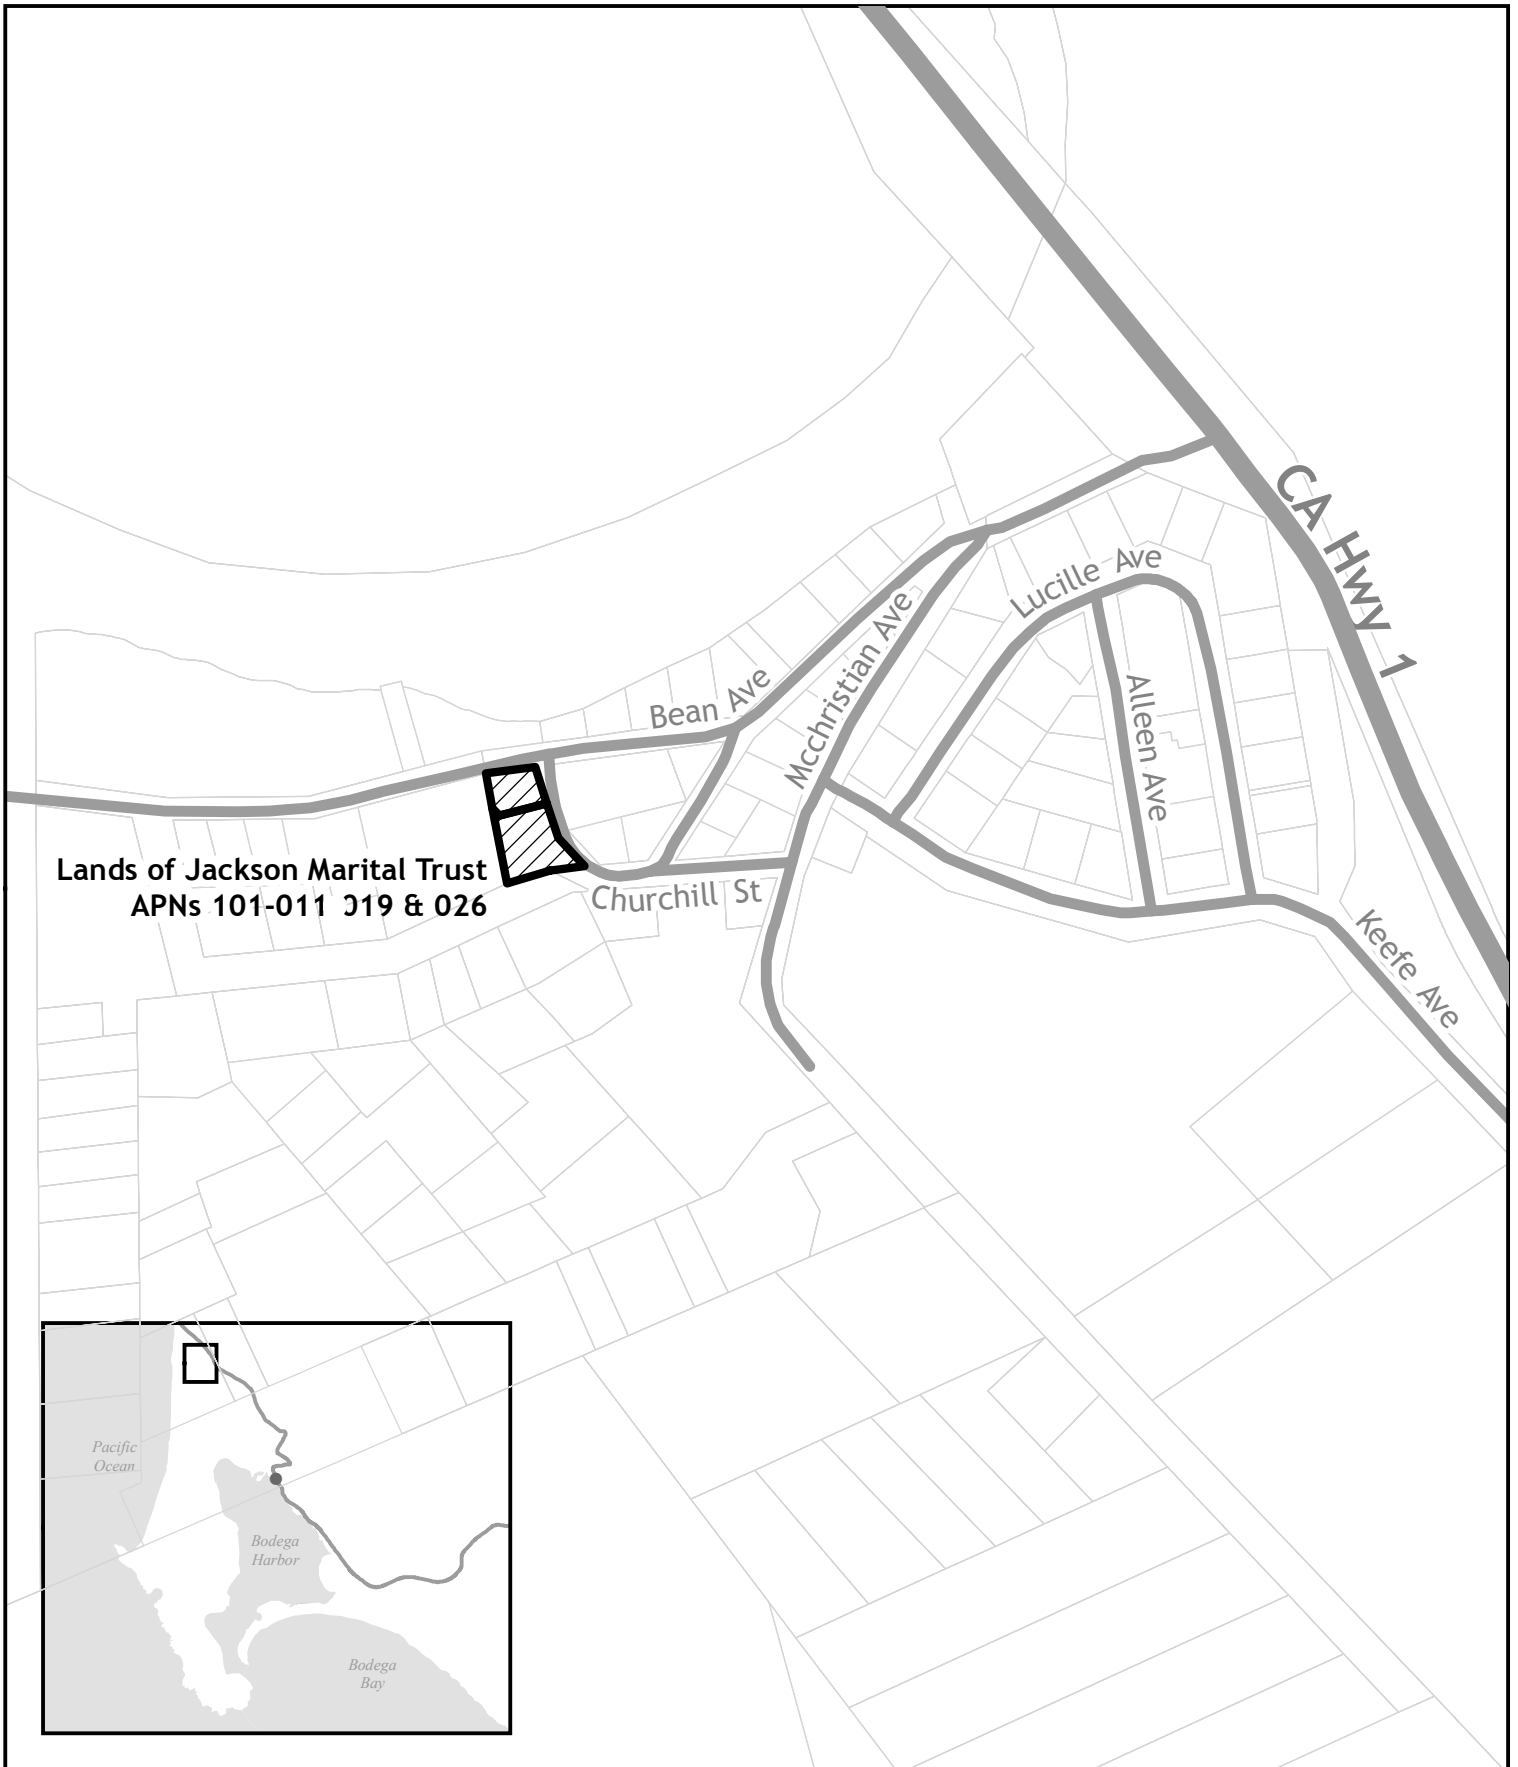 CA Hwy 1
Lucille Ave
Mcchristian Ave
Bean Ave
Alleen Ave
Lands of Jackson Marital Trust
APNs 101-011 019 & 026
Churchill St
Keefe Ave
Pacific
Ocean
Bodega
Harbor
Bodega
Bay